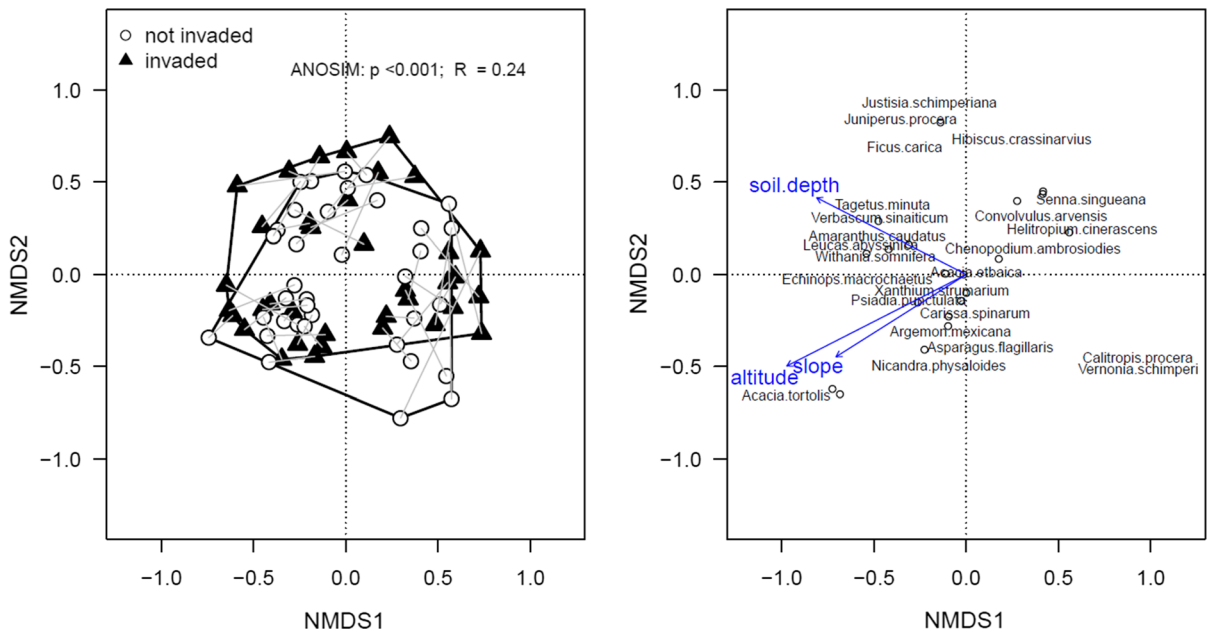 not invaded
invaded
ANOSIM: p <0.001; R = 0.24
1.0
0.5
0.0
−0.5
−1.0
NMDS2
−1.0
−0.5
0.0
0.5
1.0
NMDS1
Justisia.schimperiana
Juniperus.procera
Hibiscus.crassinarvius
Ficus.carica
soil.depth
Senna.singueana
Tagetus.minuta
Convolvulus.arvensis
Verbascum.sinaiticum
Helitropium.cinerascens
Amaranthus.caudatus
Leucas.abyssinica
Chenopodium.ambrosiodies
Withania.somnifera
Acacia.etbaica
Echinops.macrochaetus
Xanthium.strumarium
Psiadia.punctulata
Carissa.spinarum
Argemon.mexicana
Asparagus.flagillaris
Calitropis.procera
slope
Nicandra.physaloides
Vernonia.schimperi
altitude
Acacia.tortolis
1.0
0.5
0.0
−0.5
−1.0
NMDS2
−1.0
−0.5
0.0
0.5
1.0
NMDS1